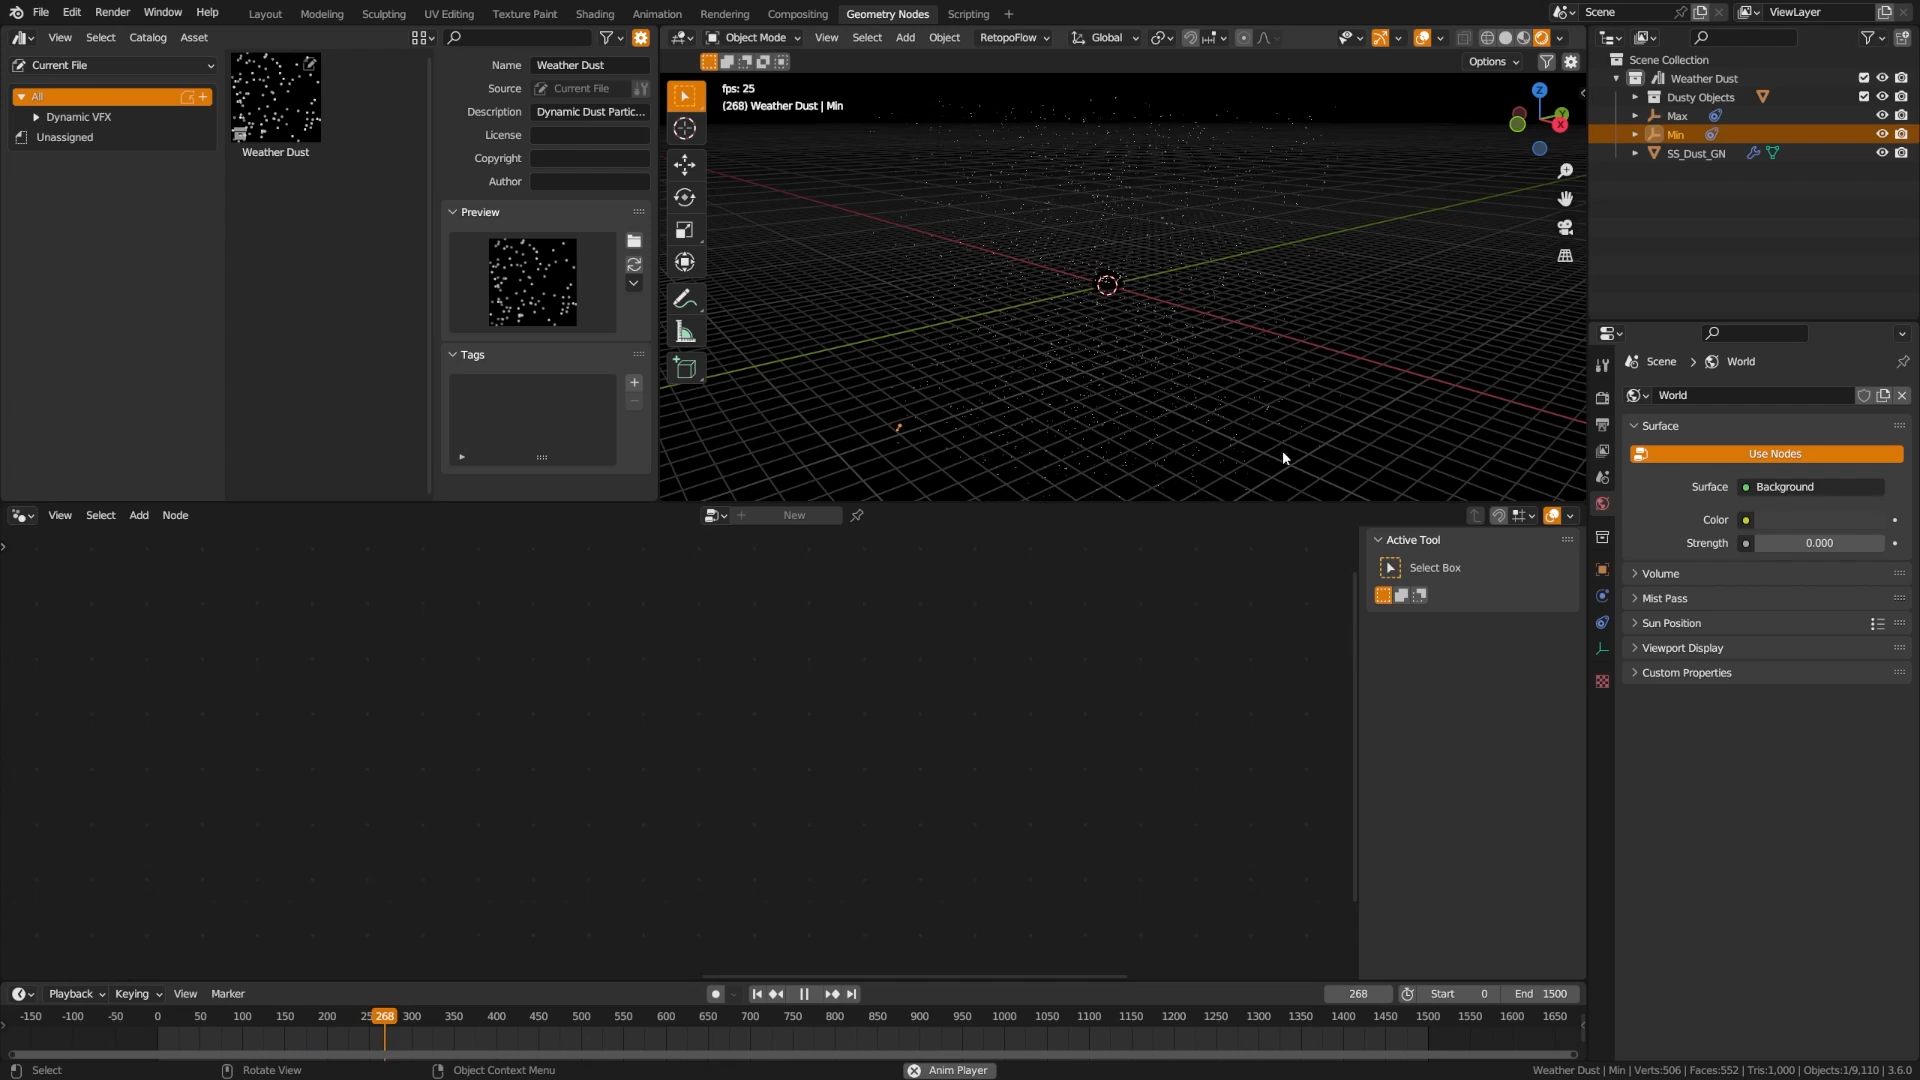 File Edit Render Window Help
Layout Modeling Sculpting UV Editing Texture Paint Shading Animation Rendering Compositing Geometry Nodes Scripting
Scene
ViewLayer
View Select Catalog Asset
Current File
All
Dynamic VFX
Unassigned
Weather Dust
Name Weather Dust
Source Current File
Description Dynamic Dust Partic...
License
Copyright
Author
Preview
Tags
Object Mode View Select Add Object RetopoFlow Global
Options
fps: 25
(268) Weather Dust | Min
Z
Y
X
Scene Collection
Weather Dust
Dusty Objects
Max
Min
SS_Dust_GN
Scene World
World
Surface
Use Nodes
Surface Background
Color
Strength 0.000
Volume
Mist Pass
Sun Position
Viewport Display
Custom Properties
View Select Add Node
New
Active Tool
Select Box
Playback Keying View Marker
268
Start 0
End 1500
-150 -100 -50 0 50 100 150 200 25 268 300 350 400 450 500 550 600 650 700 750 800 850 900 950 1000 1050 1100 1150 1200 1250 1300 1350 1400 1450 1500 1550 1600 1650
Select
Rotate View
Object Context Menu
Anim Player
Weather Dust | Min | Verts:506 | Faces:552 | Tris:1,000 | Objects:1/9,110 | 3.6.0